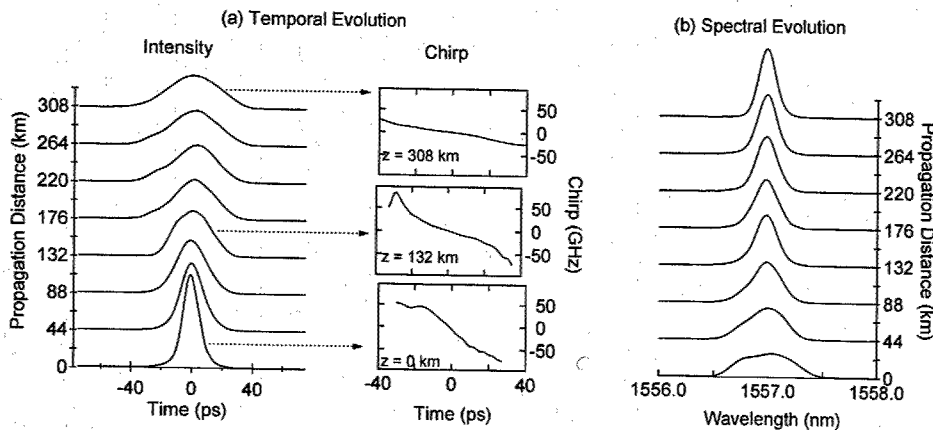 (a) Temporal Evolution
Intensity
Chirp
Propagation Distance (km)
308
264
220
176
132
88
44
0
-40 0 40
Time (ps)
50
0
-50
z = 308 km
50
0
-50
z = 132 km
50
0
-50
z = 0 km
Chirp (GHz)
-40 0 40
Time (ps)
(b) Spectral Evolution
308
264
220
176
132
88
44
0
Propagation Distance (km)
1556.0 1557.0 1558.0
Wavelength (nm)